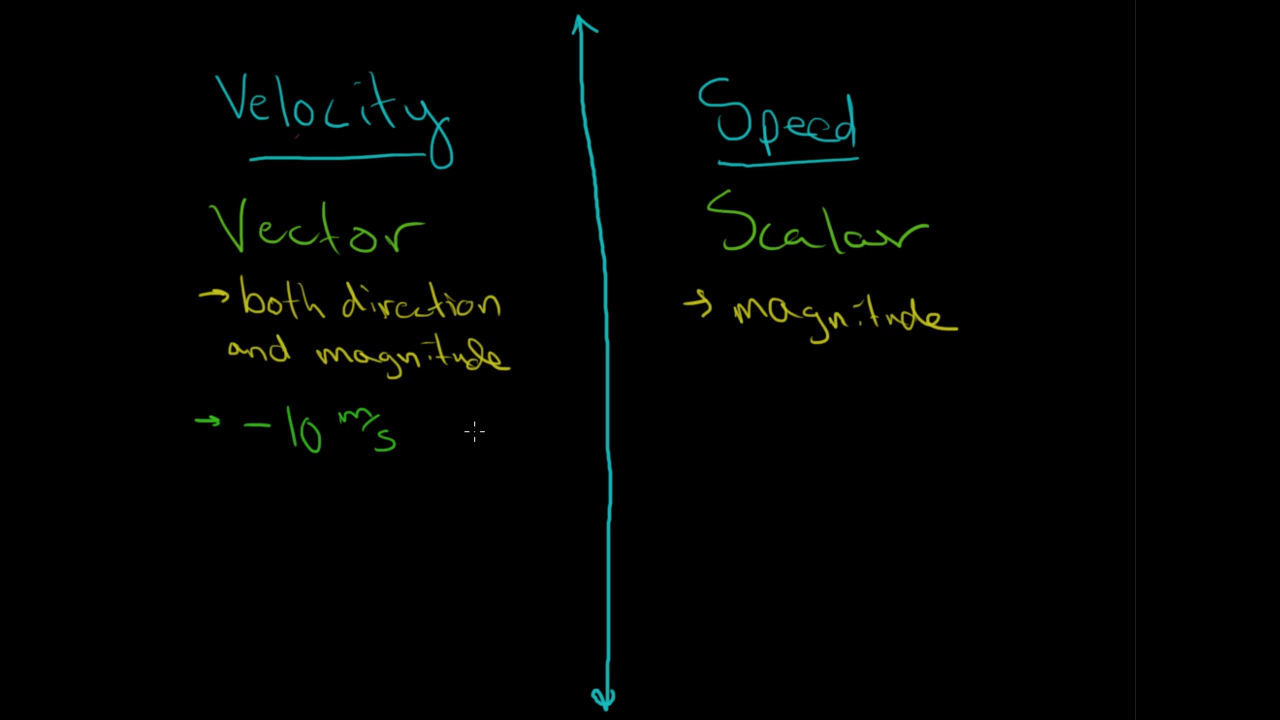 Velocity
Vector
→ both direction
and magnitude
→ -10 m/s
Speed
Scalar
→ magnitude